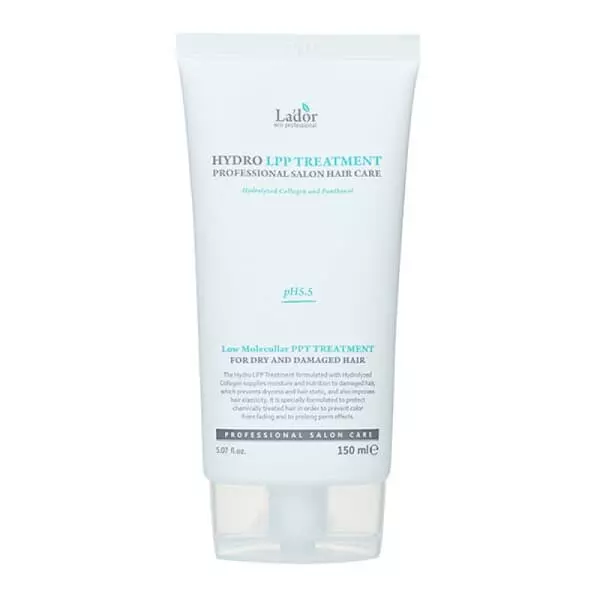 La'dor
eco professional
HYDRO LPP TREATMENT
PROFESSIONAL SALON HAIR CARE
Hydrolyzed Collagen and Panthenol
pH5.5
Low Molecullar PPT TREATMENT
FOR DRY AND DAMAGED HAIR
The Hydro LPP Treatment formulated with Hydrolyzed
Collagen supplies moisture and nutrition to damaged hair,
which prevents dryness and hair static, and also improves
hair elasticity. It is specially formulated to protect
chemically treated hair in order to prevent color
from fading and to prolong perm effects.
PROFESSIONAL SALON CARE
5.07 fl.oz. 150 ml℮